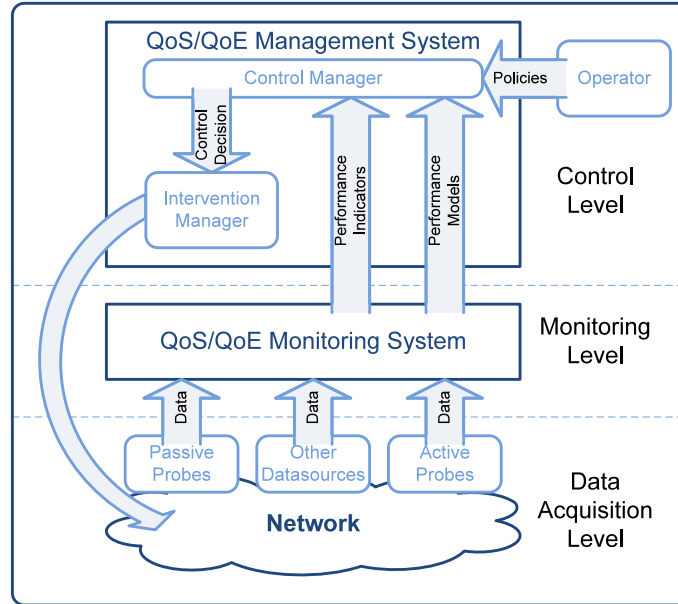 QoS/QoE Management System
Control Manager
Policies
Operator
Control
Decision
Intervention
Manager
Performance
Indicators
Performance
Models
Control
Level
QoS/QoE Monitoring System
Monitoring
Level
Data
Data
Data
Passive
Probes
Other
Datasources
Active
Probes
Network
Data
Acquisition
Level